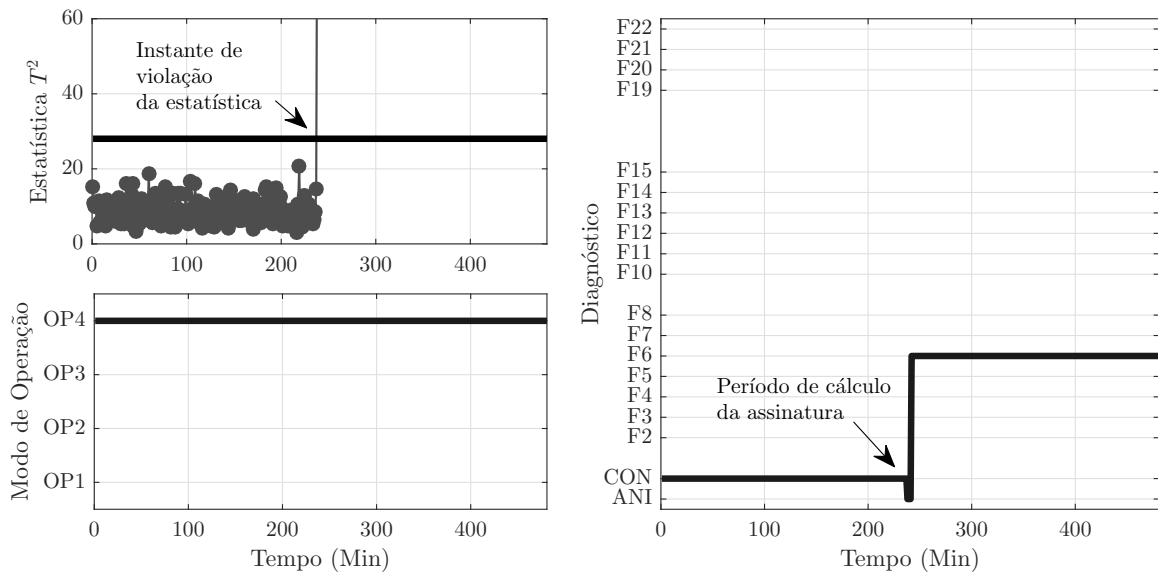 60
40
20
0
Estatística T²
Instante de
violação
da estatística
0
100
200
300
400
OP4
OP3
OP2
OP1
Modo de Operação
0
100
200
300
400
Tempo (Min)
F22
F21
F20
F19
F15
F14
F13
F12
F11
F10
F8
F7
F6
F5
F4
F3
F2
CON
ANI
Diagnóstico
Período de cálculo
da assinatura
0
100
200
300
400
Tempo (Min)